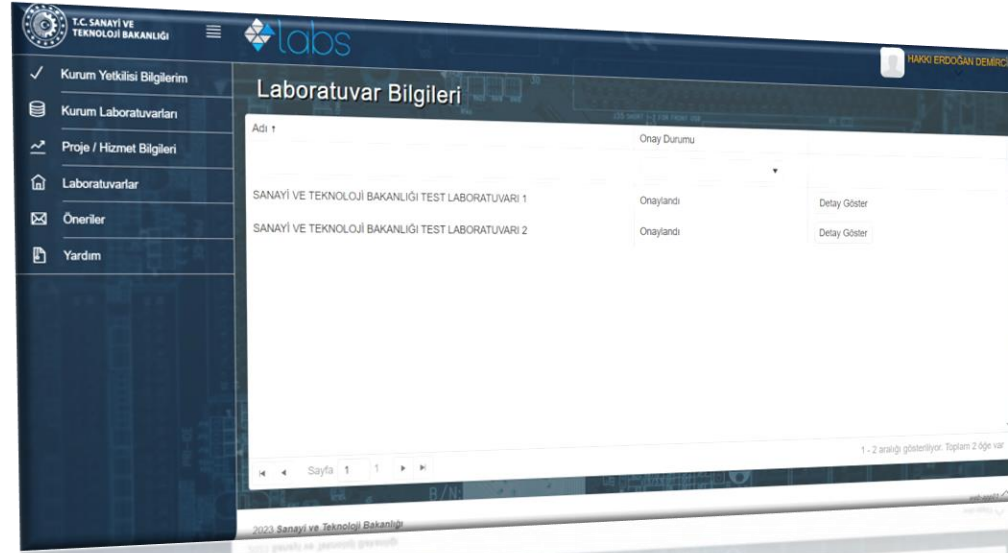 T.C. SANAYİ VE
TEKNOLOJİ BAKANLIĞI
labs
HAKKI ERDOĞAN DEMİRCİ
Kurum Yetkilisi Bilgilerim
Kurum Laboratuvarları
Proje / Hizmet Bilgileri
Laboratuvarlar
Öneriler
Yardım
Laboratuvar Bilgileri
Adı ↑ Onay Durumu
SANAYİ VE TEKNOLOJİ BAKANLIĞI TEST LABORATUVARI 1 Onaylandı Detay Göster
SANAYİ VE TEKNOLOJİ BAKANLIĞI TEST LABORATUVARI 2 Onaylandı Detay Göster
Sayfa 1 1
1 - 2 aralığı gösteriliyor. Toplam 2 öğe var
B/N:
2023 Sanayi ve Teknoloji Bakanlığı